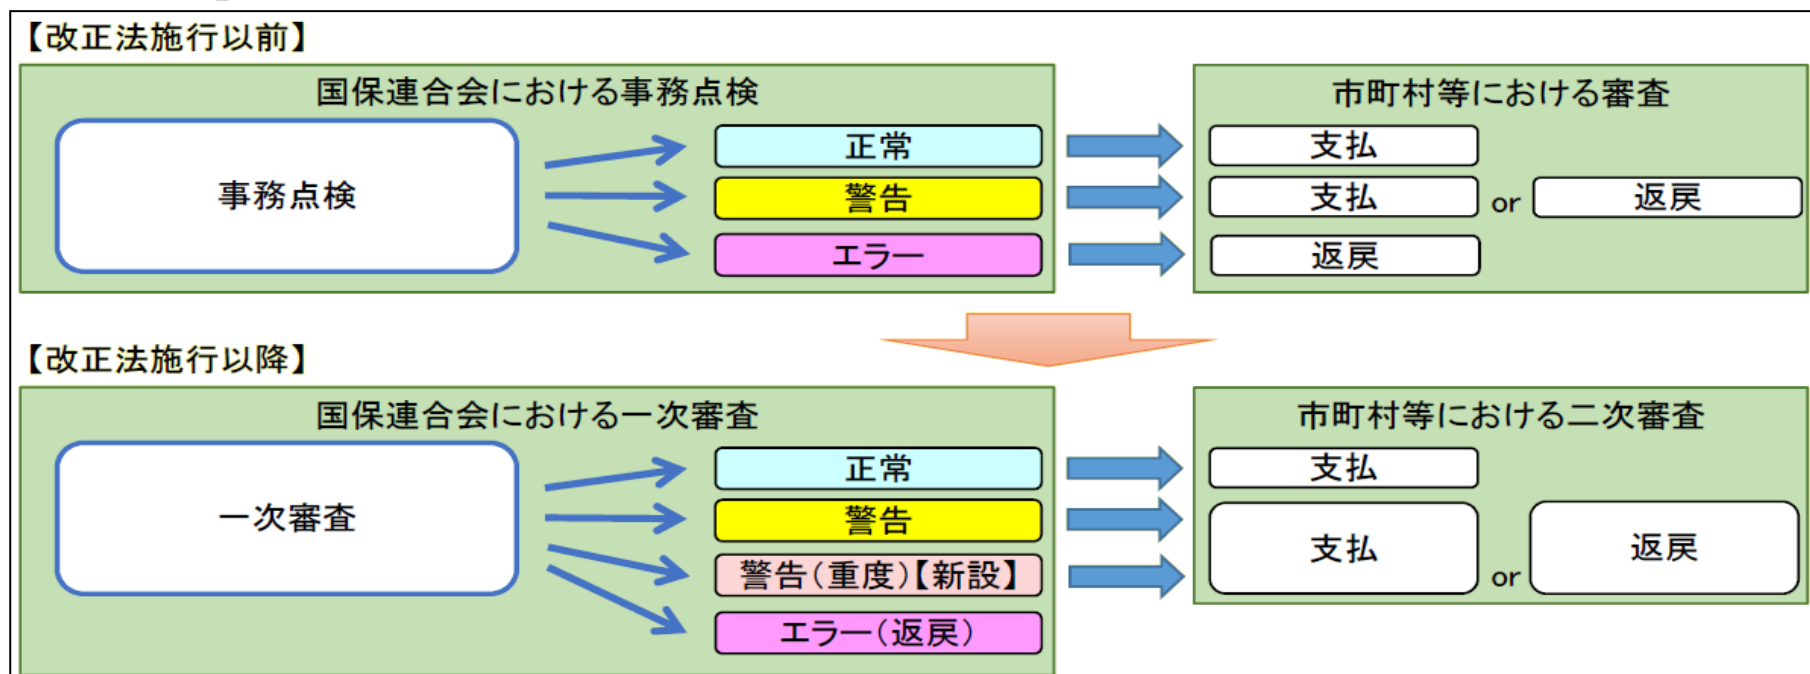 【改正法施行以前】
国保連合会における事務点検
市町村等における審査
事務点検
正常
支払
警告
支払 or 返戻
エラー
返戻
【改正法施行以降】
国保連合会における一次審査
市町村等における二次審査
一次審査
正常
支払
警告
警告(重度)【新設】
支払 or 返戻
エラー(返戻)